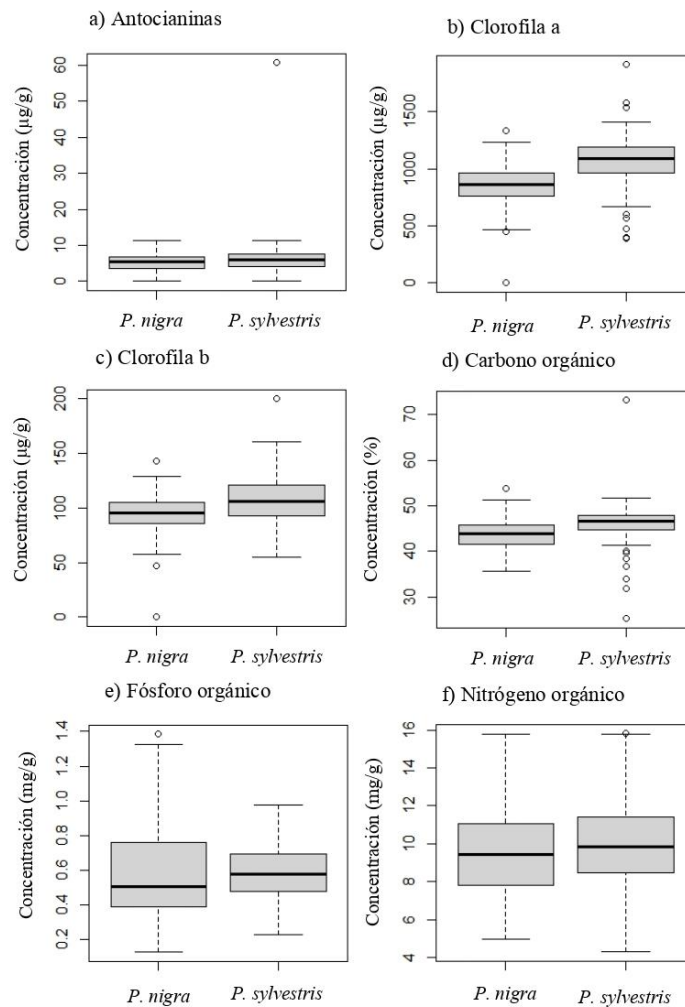 a) Antocianinas
b) Clorofila a
Concentración (µg/g)
0 10 20 30 40 50 60
P. nigra P. sylvestris
Concentración (µg/g)
0 500 1000 1500
P. nigra P. sylvestris
c) Clorofila b
d) Carbono orgánico
Concentración (µg/g)
0 50 100 150 200
P. nigra P. sylvestris
Concentración (%)
30 40 50 60 70
P. nigra P. sylvestris
e) Fósforo orgánico
f) Nitrógeno orgánico
Concentración (mg/g)
0.2 0.4 0.6 0.8 1.0 1.2 1.4
P. nigra P. sylvestris
Concentración (mg/g)
4 6 8 10 12 14 16
P. nigra P. sylvestris